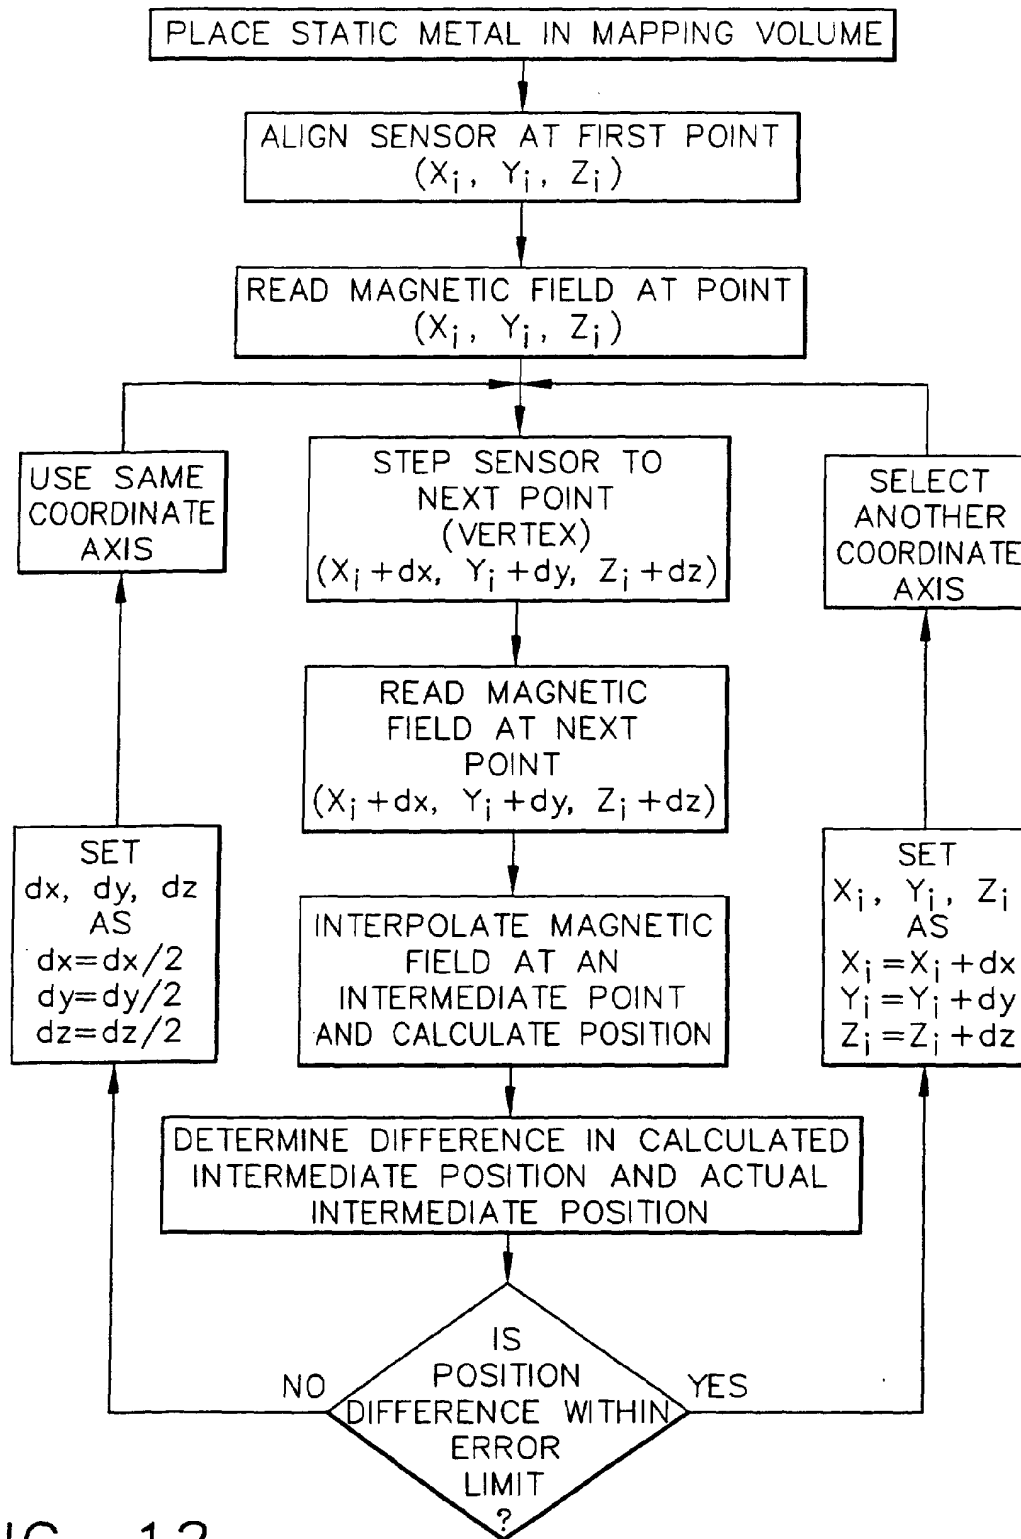 PLACE STATIC METAL IN MAPPING VOLUME
ALIGN SENSOR AT FIRST POINT
(Xi, Yi, Zi)
READ MAGNETIC FIELD AT POINT
(Xi, Yi, Zi)
USE SAME
COORDINATE
AXIS
STEP SENSOR TO
NEXT POINT
(VERTEX)
(Xi+dx, Yi+dy, Zi+dz)
SELECT
ANOTHER
COORDINATE
AXIS
READ MAGNETIC
FIELD AT NEXT
POINT
(Xi+dx, Yi+dy, Zi+dz)
SET
dx, dy, dz
AS
dx=dx/2
dy=dy/2
dz=dz/2
INTERPOLATE MAGNETIC
FIELD AT AN
INTERMEDIATE POINT
AND CALCULATE POSITION
SET
Xi, Yi, Zi
AS
Xi=Xi+dx
Yi=Yi+dy
Zi=Zi+dz
DETERMINE DIFFERENCE IN CALCULATED
INTERMEDIATE POSITION AND ACTUAL
INTERMEDIATE POSITION
IS
POSITION
DIFFERENCE WITHIN
ERROR
LIMIT
?
NO
YES